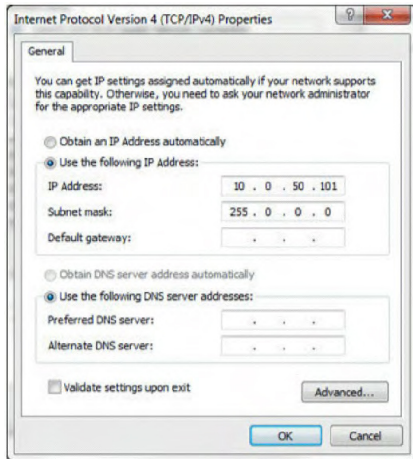 Internet Protocol Version 4 (TCP/IPv4) Properties
General
You can get IP settings assigned automatically if your network supports
this capability. Otherwise, you need to ask your network administrator
for the appropriate IP settings.
Obtain an IP Address automatically
Use the following IP Address:
IP Address: 10 . 0 . 50 . 101
Subnet mask: 255 . 0 . 0 . 0
Default gateway: . . .
Obtain DNS server address automatically
Use the following DNS server addresses:
Preferred DNS server: . . .
Alternate DNS server: . . .
Validate settings upon exit
Advanced...
OK Cancel